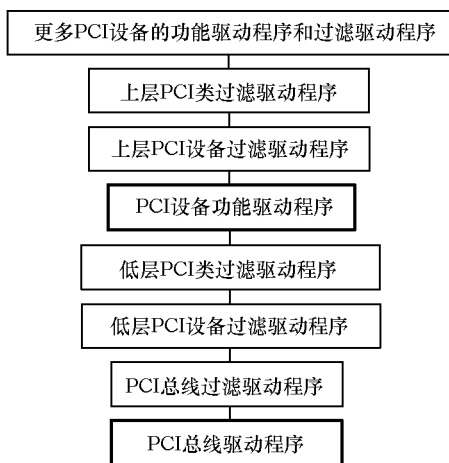 更多PCI设备的功能驱动程序和过滤驱动程序
上层PCI类过滤驱动程序
上层PCI设备过滤驱动程序
PCI设备功能驱动程序
低层PCI类过滤驱动程序
低层PCI设备过滤驱动程序
PCI总线过滤驱动程序
PCI总线驱动程序